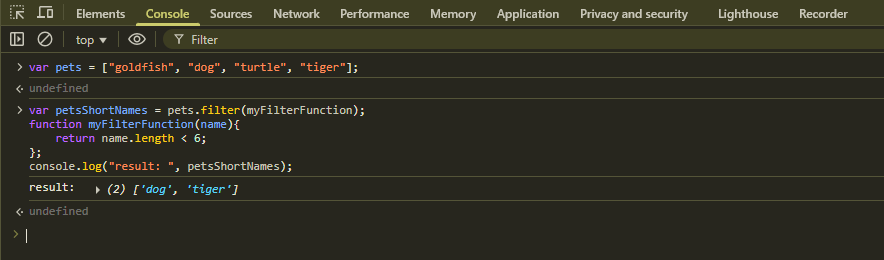 Elements Console Sources Network Performance Memory Application Privacy and security Lighthouse Recorder
top Filter
var pets = ["goldfish", "dog", "turtle", "tiger"];
undefined
var petsShortNames = pets.filter(myFilterFunction);
function myFilterFunction(name){
    return name.length < 6;
};
console.log("result: ", petsShortNames);
result: (2) ['dog', 'tiger']
undefined